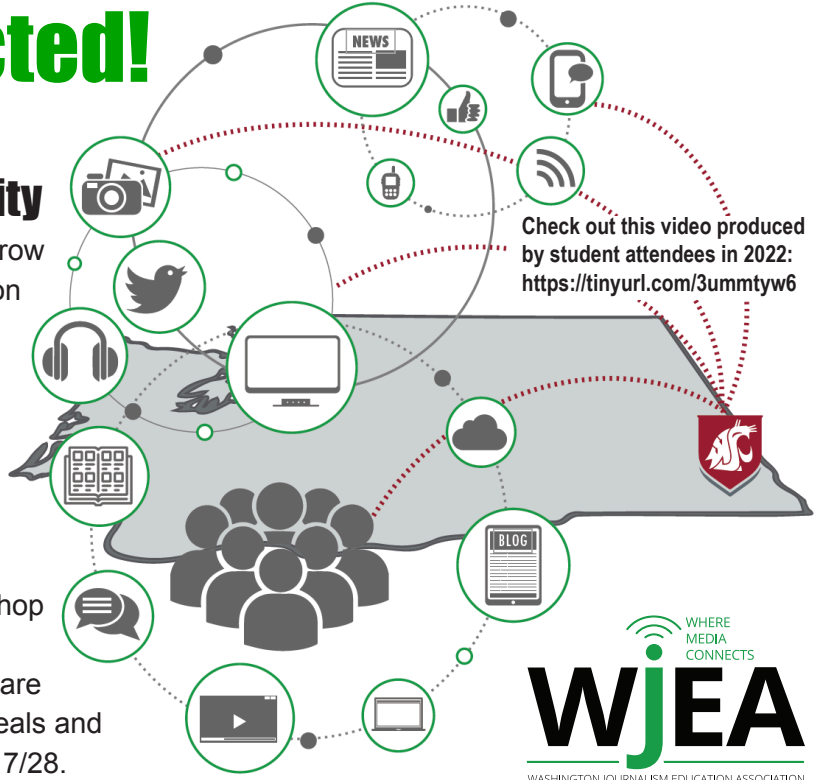 cted!
NEWS
ity
row
on
Check out this video produced
by student attendees in 2022:
https://tinyurl.com/3ummtyw6
BLOG
hop
are
eals and
7/28.
WHERE
MEDIA
CONNECTS
WJEA
WASHINGTON JOURNALISM EDUCATION ASSOCIATION